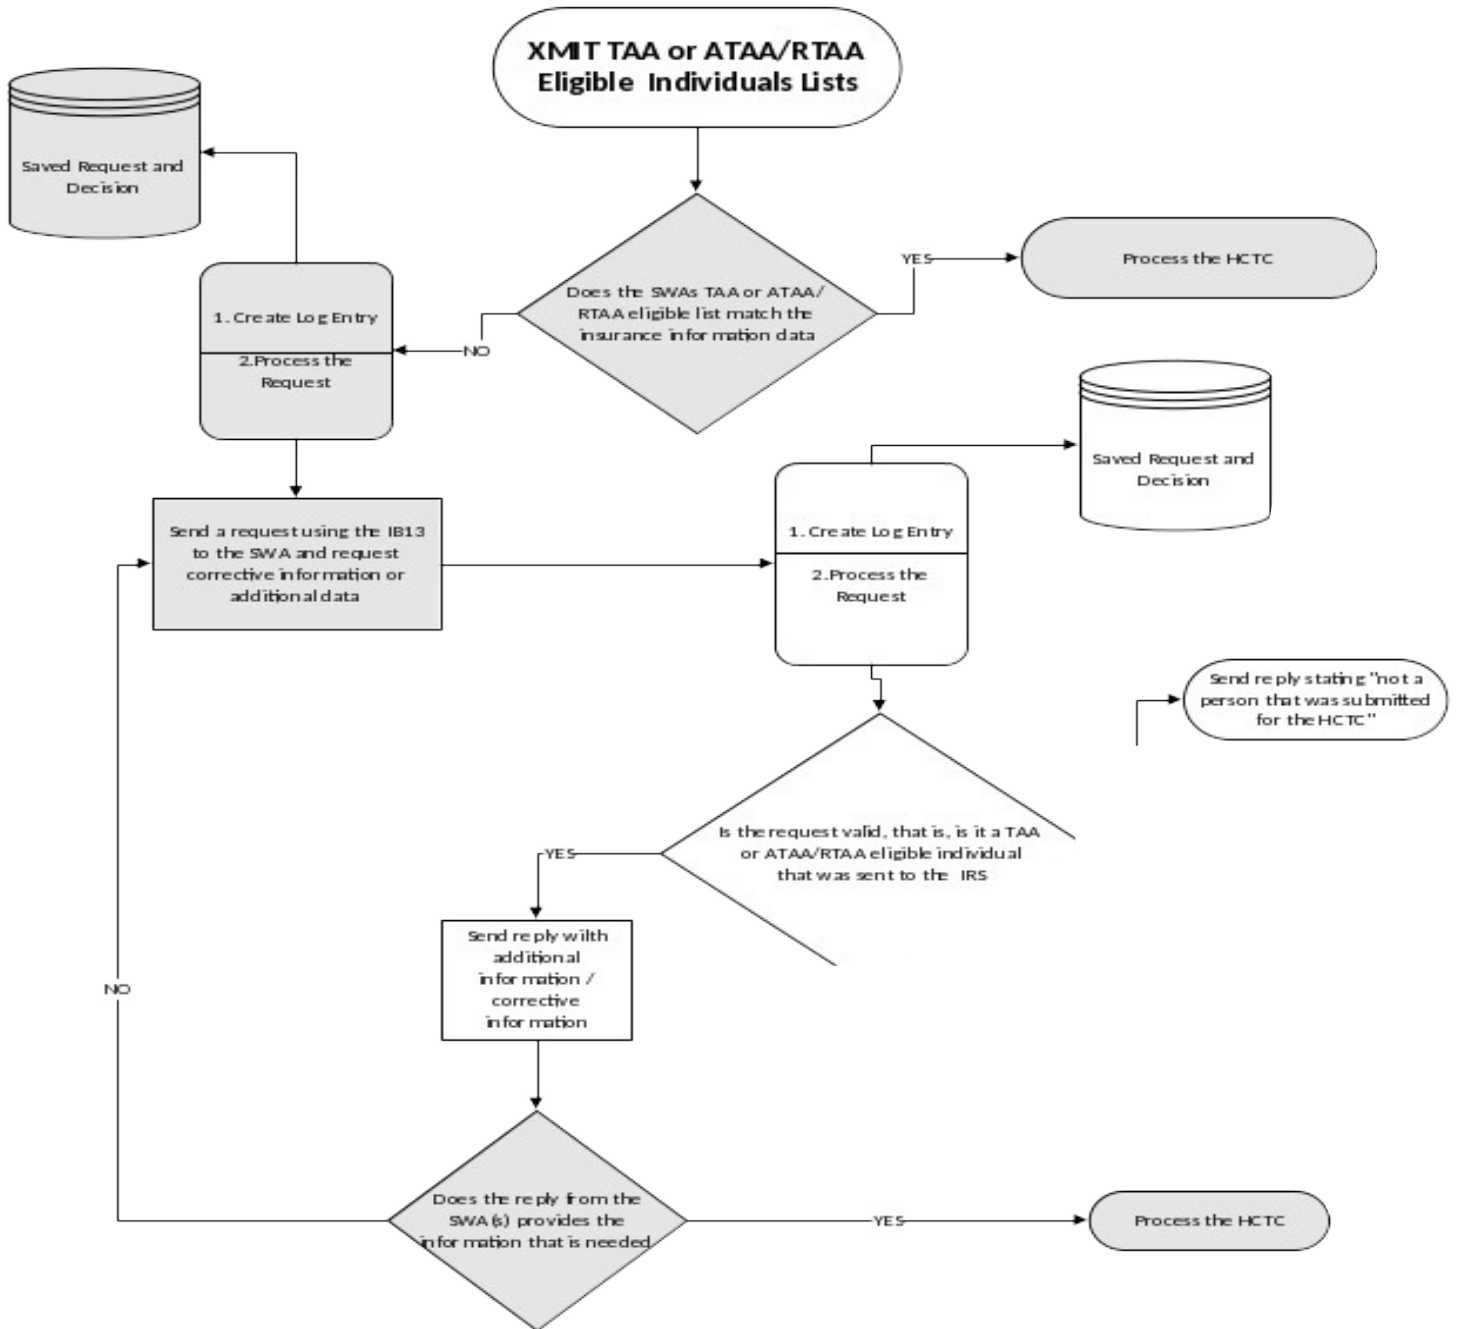 XMIT TAA or ATAA/RTAA
Eligible Individuals Lists
Saved Request and
Decision
YES
Process the HCTC
Does the SWAs TAA or ATAA/
RTAA eligible list match the
insurance information data
1. Create Log Entry
NO
2.Process the
Request
Saved Request and
Decision
Send a request using the IB13
to the SWA and request
corrective information or
additional data
1. Create Log Entry
2.Process the
Request
Send reply stating "not a
person that was submitted
for the HCTC"
Is the request valid, that is, is it a TAA
or ATAA/RTAA eligible individual
that was sent to the IRS
YES
Send reply wilth
additional
information /
corrective
information
NO
Does the reply from the
SWA(s) provides the
information that is needed
YES
Process the HCTC